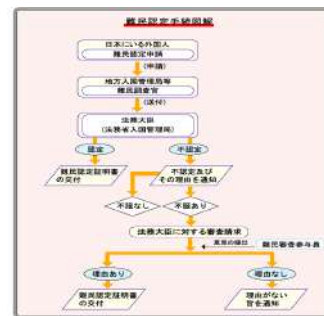 難民認定手続図解
日本にいる外国人
難民認定申請
(申請)
地方入国管理局等
難民調査官
(送付)
法務大臣
(法務省入国管理局)
認定
不認定
難民認定証明書
の交付
不認定及び
その理由を通知
不服なし
不服あり
法務大臣に対する審査請求
意見の提出
難民審査参与員
理由あり
理由なし
難民認定証明書
の交付
理由がない
旨を通知